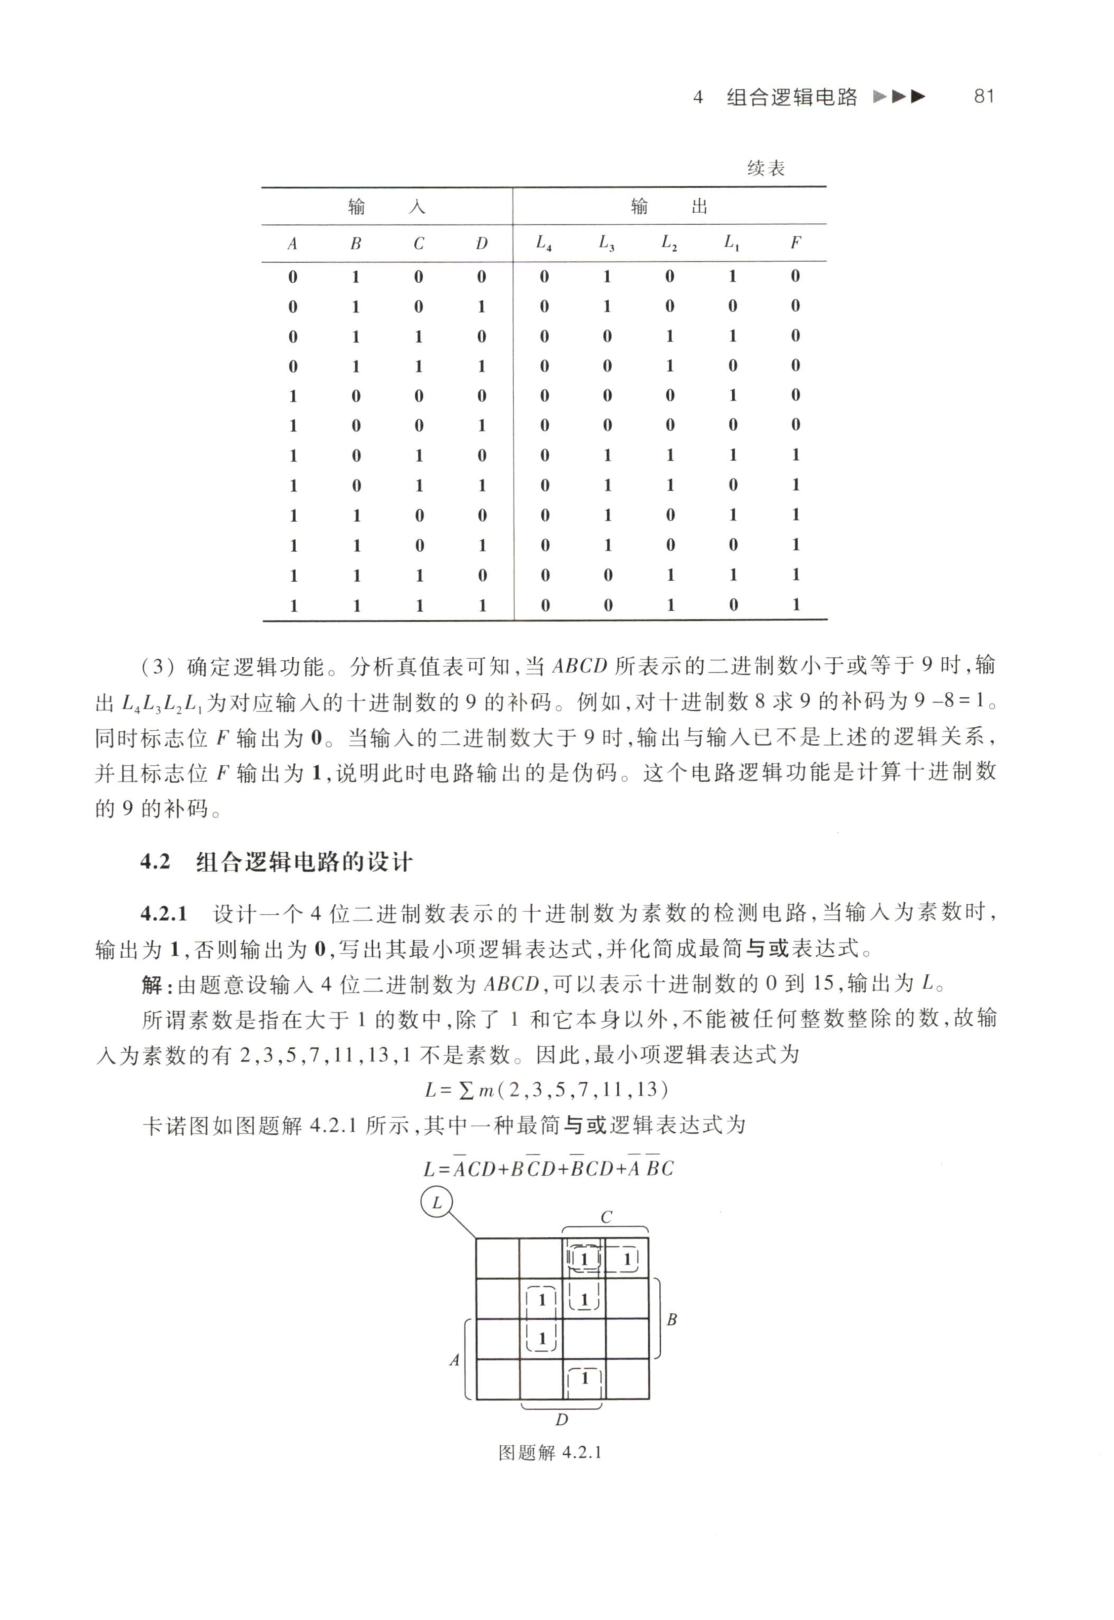 4 组合逻辑电路 ▶▶▶ 81
续表
输 入 输 出
A B C D L₄ L₃ L₂ L₁ F
0 1 0 0 0 1 0 1 0
0 1 0 1 0 1 0 0 0
0 1 1 0 0 0 1 1 0
0 1 1 1 0 0 1 0 0
1 0 0 0 0 0 0 1 0
1 0 0 1 0 0 0 0 0
1 0 1 0 0 1 1 1 1
1 0 1 1 0 1 1 0 1
1 1 0 0 0 1 0 1 1
1 1 0 1 0 1 0 0 1
1 1 1 0 0 0 1 1 1
1 1 1 1 0 0 1 0 1
(3) 确定逻辑功能。分析真值表可知,当 ABCD 所表示的二进制数小于或等于 9 时,输
出 L₄L₃L₂L₁为对应输入的十进制数的 9 的补码。例如,对十进制数 8 求 9 的补码为 9 –8 = 1。
同时标志位 F 输出为 0。当输入的二进制数大于 9 时,输出与输入已不是上述的逻辑关系,
并且标志位 F 输出为 1,说明此时电路输出的是伪码。这个电路逻辑功能是计算十进制数
的 9 的补码。
4.2 组合逻辑电路的设计
4.2.1 设计一个 4 位二进制数表示的十进制数为素数的检测电路,当输入为素数时,
输出为 1,否则输出为 0,写出其最小项逻辑表达式,并化简成最简与或表达式。
解:由题意设输入 4 位二进制数为 ABCD,可以表示十进制数的 0 到 15,输出为 L。
所谓素数是指在大于 1 的数中,除了 1 和它本身以外,不能被任何整数整除的数,故输
入为素数的有 2,3,5,7,11,13,1 不是素数。因此,最小项逻辑表达式为
L= ∑ m(2,3,5,7,11,13)
卡诺图如图题解 4.2.1 所示,其中一种最简与或逻辑表达式为
L=A̅CD+BC̅D+B̅CD+A̅ B̅C
L
C
1 1
1 1
B
1
A
1
D
图题解 4.2.1